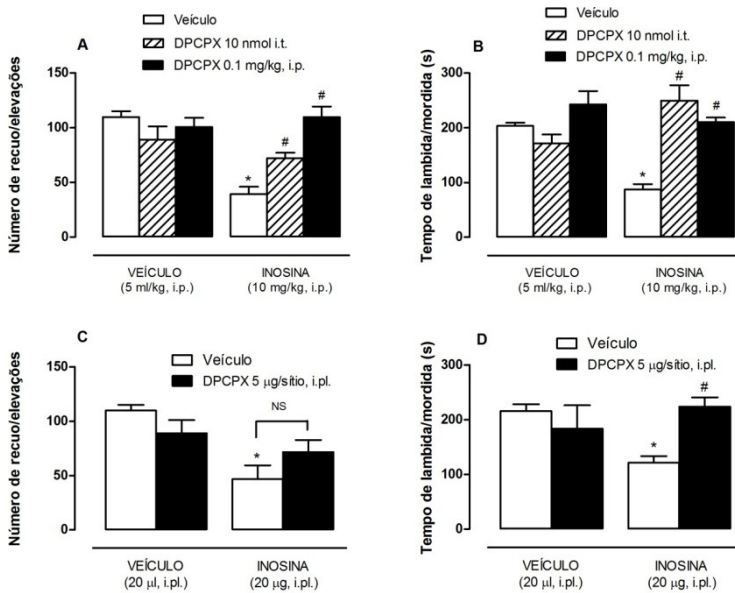 A
Veículo
DPCPX 10 nmol i.t.
DPCPX 0.1 mg/kg, i.p.
Número de recuo/elevações
150
100
50
0
*
#
#
VEÍCULO
(5 ml/kg, i.p.)
INOSINA
(10 mg/kg, i.p.)
B
Veículo
DPCPX 10 nmol i.t.
DPCPX 0.1 mg/kg, i.p.
Tempo de lambida/mordida (s)
300
200
100
0
*
#
#
VEÍCULO
(5 ml/kg, i.p.)
INOSINA
(10 mg/kg, i.p.)
C
Veículo
DPCPX 5 μg/sítio, i.pl.
Número de recuo/elevações
150
100
50
0
*
NS
VEÍCULO
(20 μl, i.pl.)
INOSINA
(20 μg, i.pl.)
D
Veículo
DPCPX 5 μg/sítio, i.pl.
Tempo de lambida/mordida (s)
300
200
100
0
*
#
VEÍCULO
(20 μl, i.pl.)
INOSINA
(20 μg, i.pl.)